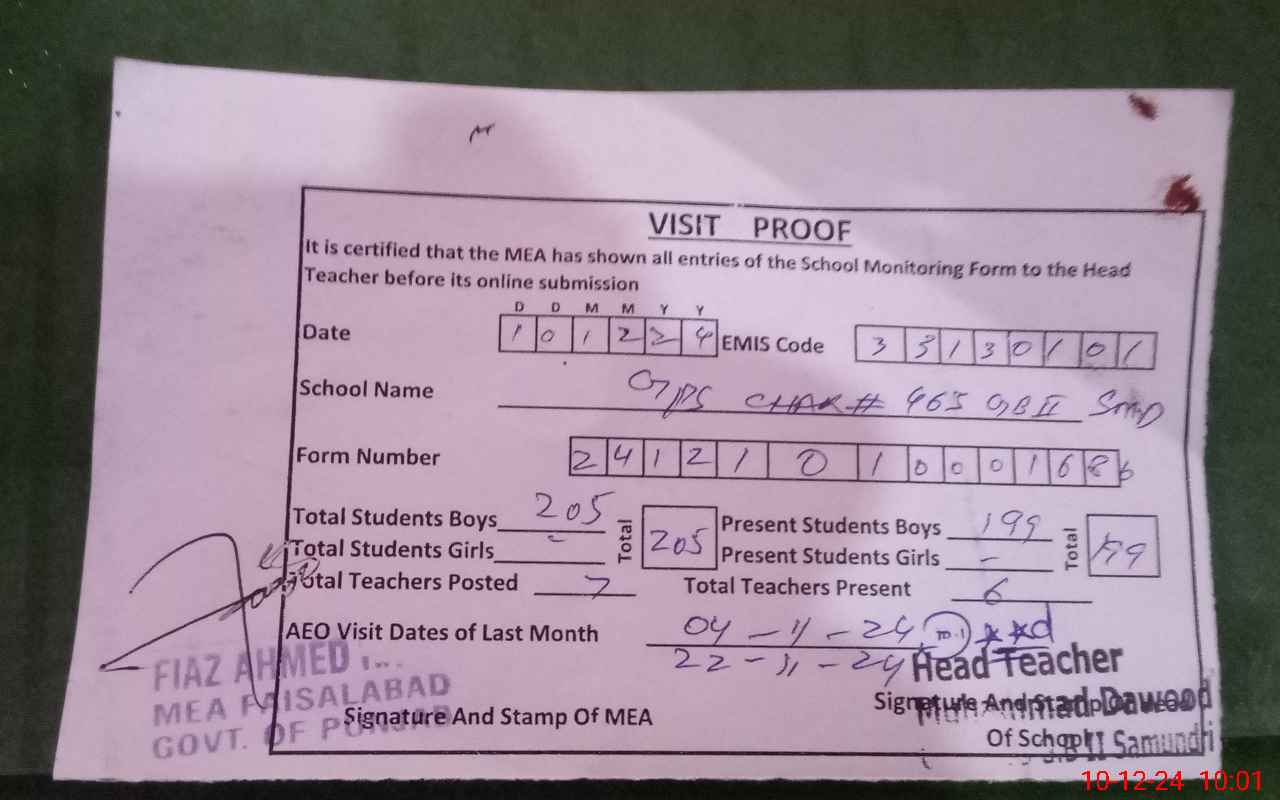 VISIT PROOF
It is certified that the MEA has shown all entries of the School Monitoring Form to the Head
Teacher before its online submission
D D M M Y Y
Date 1 0 1 2 2 4 EMIS Code 3 3 1 3 0 1 0 1
School Name GPS CHAK # 465 GB II SMD
Form Number 2 4 1 2 1 0 1 0 0 0 1 6 8 6
Total Students Boys 205 Total 205 Present Students Boys 199 Total 199
Total Students Girls - Present Students Girls -
Total Teachers Posted 7 Total Teachers Present 6
AEO Visit Dates of Last Month 04-11-24
22-11-24 Head Teacher
FIAZ AHMED
MEA FAISALABAD
GOVT. OF PUNJAB
Signature And Stamp Of MEA
Signature And Stamp
Dawood
Of School
II Samundri
10-12-24 10:01